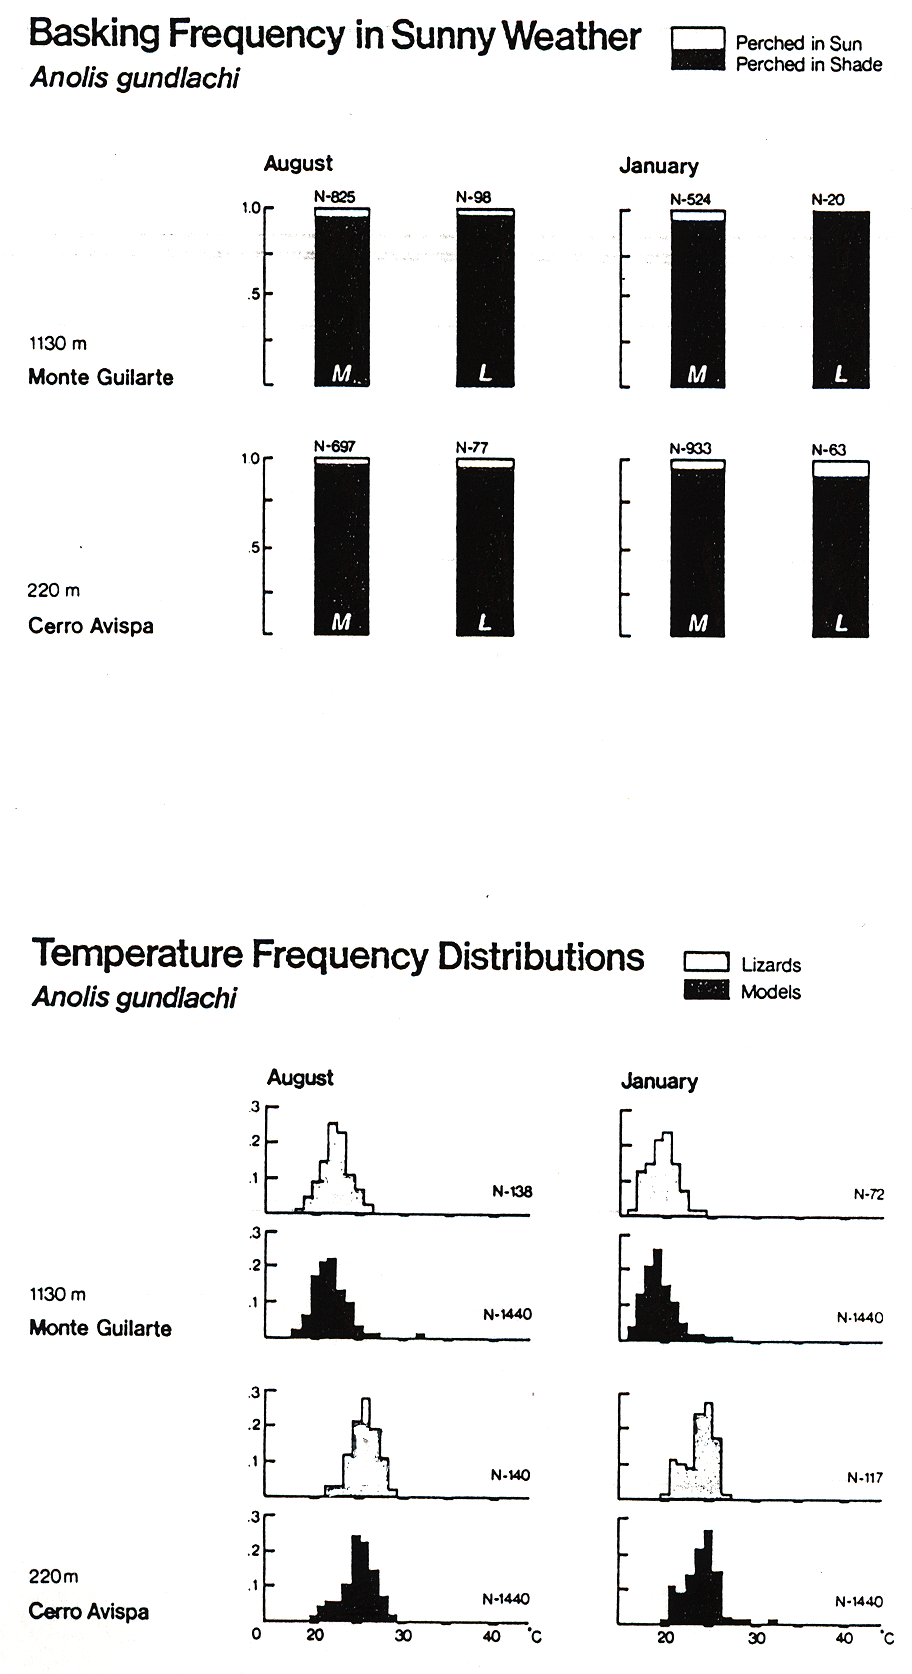 Basking Frequency in Sunny Weather
Anolis gundlachi
Perched in Sun
Perched in Shade
August
January
N-825
N-98
N-524
N-20
1.0
.5
M
L
M
L
1130 m
Monte Guilarte
N-697
N-77
N-933
N-63
1.0
.5
M
L
M
L
220 m
Cerro Avispa
Temperature Frequency Distributions
Anolis gundlachi
Lizards
Models
August
January
.3
.2
.1
N-138
N-72
.3
.2
.1
N-1440
N-1440
1130 m
Monte Guilarte
.3
.2
.1
N-140
N-117
.3
.2
.1
N-1440
N-1440
220 m
Cerro Avispa
0 20 30 40 °C
20 30 40 °C